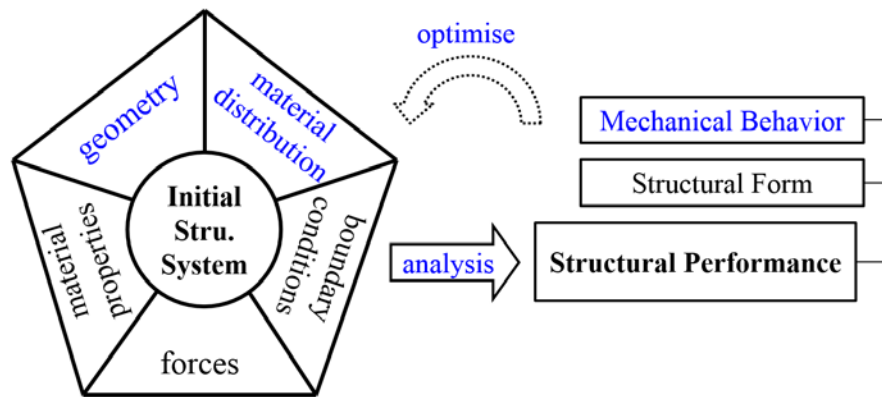 optimise
geometry
material
distribution
Mechanical Behavior
Structural Form
Initial
Stru.
System
material
properties
boundary
conditions
analysis
Structural Performance
forces